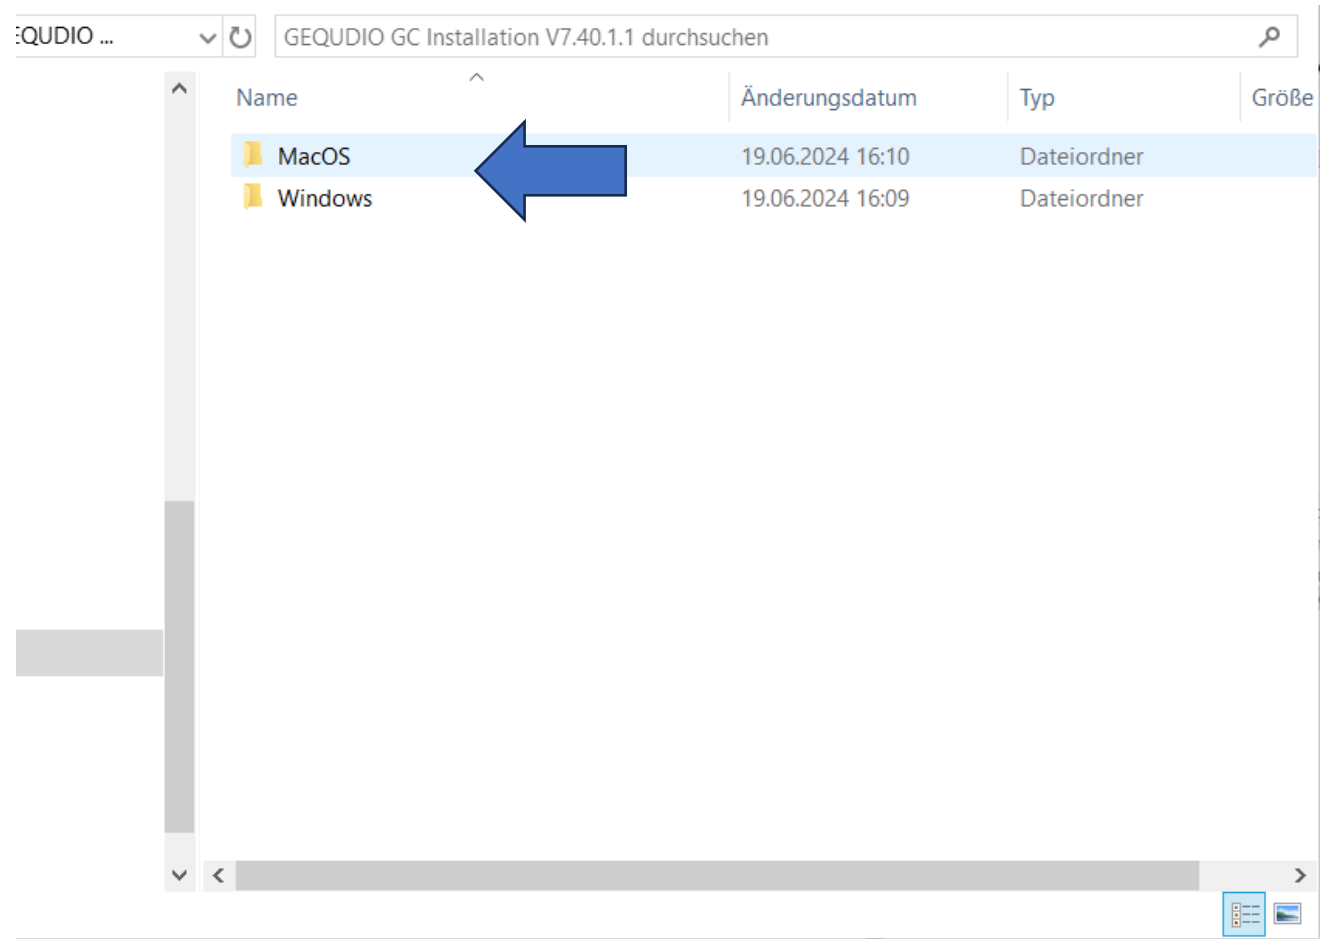 EQUDIO ...
GEQUDIO GC Installation V7.40.1.1 durchsuchen
Name Änderungsdatum Typ Größe
MacOS 19.06.2024 16:10 Dateiordner
Windows 19.06.2024 16:09 Dateiordner